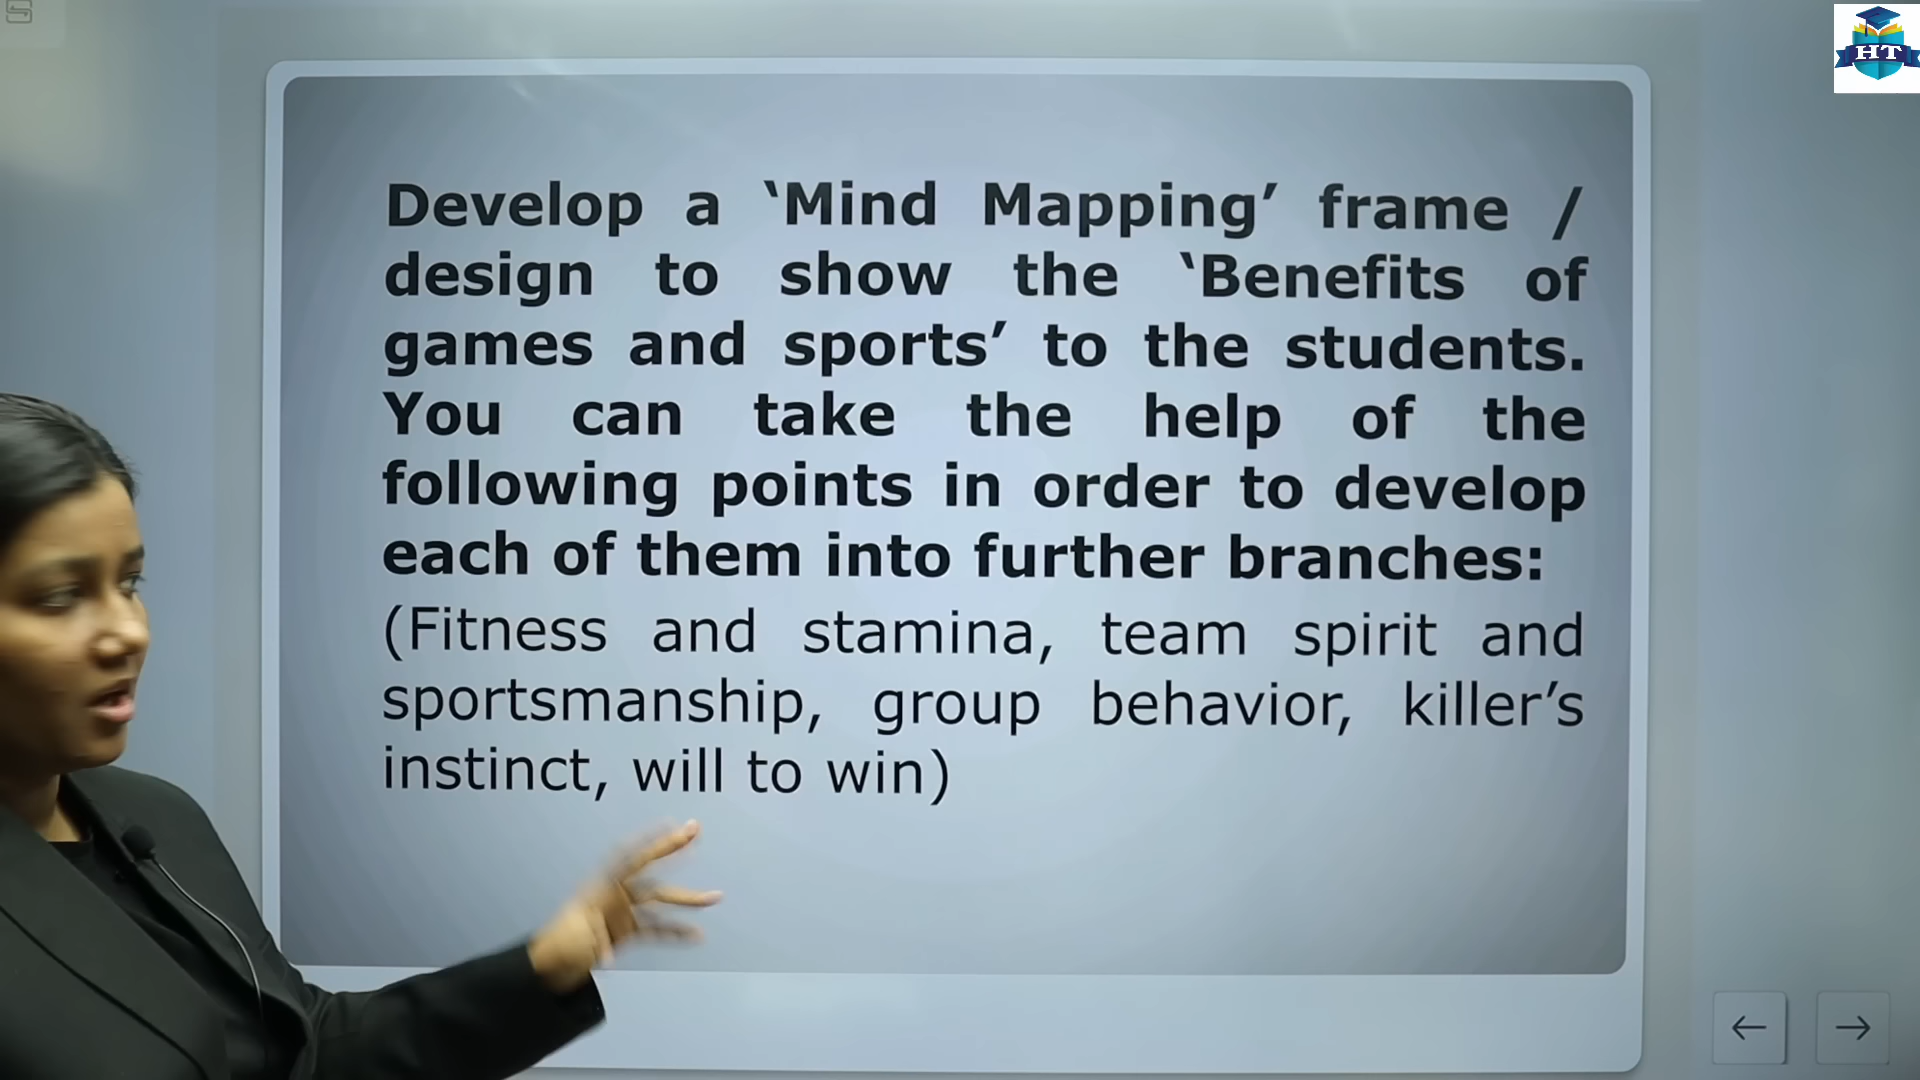 HT
Develop a ‘Mind Mapping’ frame /
design to show the ‘Benefits of
games and sports’ to the students.
You can take the help of the
following points in order to develop
each of them into further branches:
(Fitness and stamina, team spirit and
sportsmanship, group behavior, killer’s
instinct, will to win)